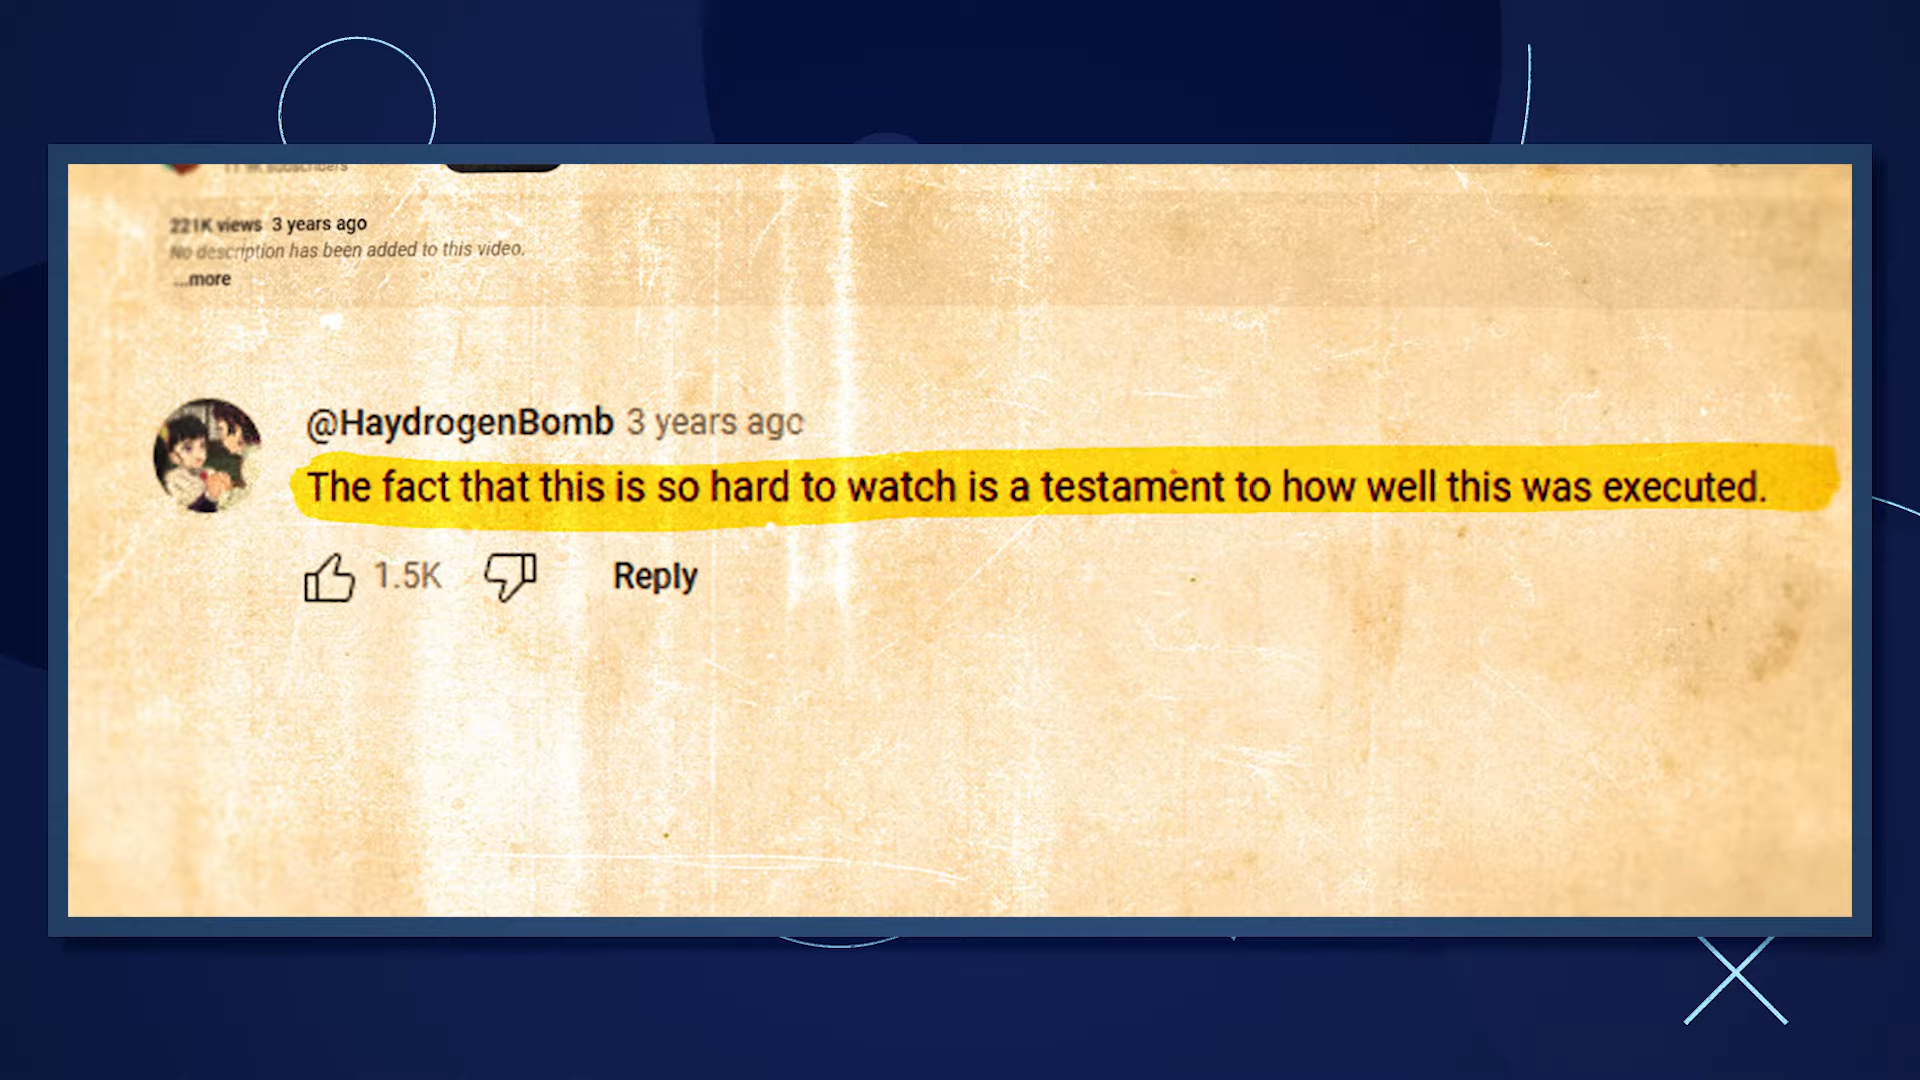 subscribers
221K views 3 years ago
No description has been added to this video.
...more
@HaydrogenBomb 3 years ago
The fact that this is so hard to watch is a testament to how well this was executed.
1.5K Reply